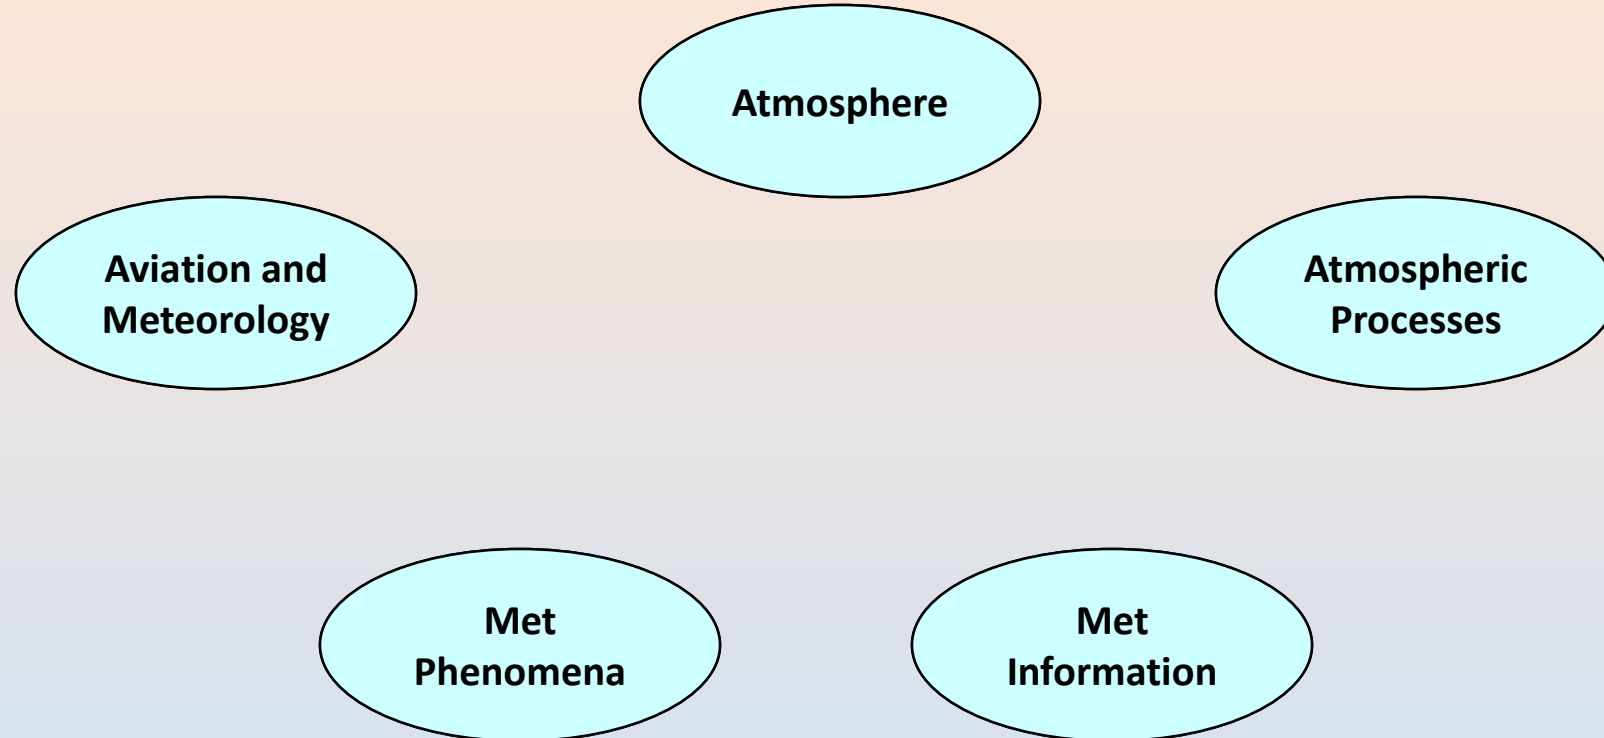 Atmosphere
Aviation and
Meteorology
Atmospheric
Processes
Met
Phenomena
Met
Information